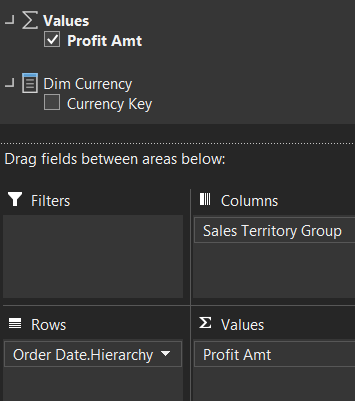 Values
Profit Amt
Dim Currency
Currency Key
Drag fields between areas below:
Filters
Columns
Sales Territory Group
Rows
Σ Values
Order Date.Hierarchy
Profit Amt